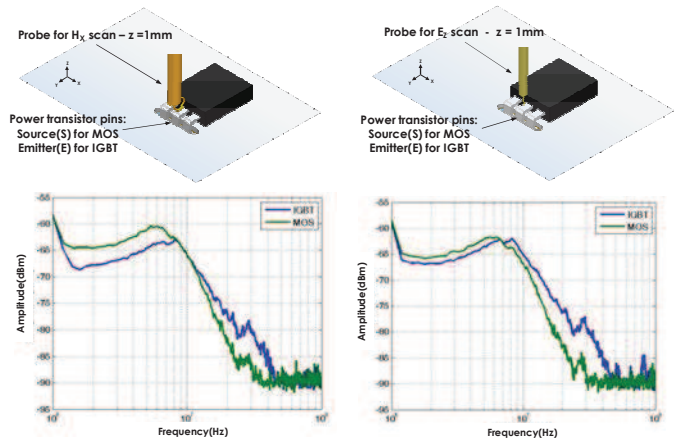 Probe for Hx scan – z =1mm
Power transistor pins:
Source(S) for MOS
Emitter(E) for IGBT
Probe for Ez scan - z = 1mm
Power transistor pins:
Source(S) for MOS
Emitter(E) for IGBT
Amplitude(dBm)
-55
-60
-65
-70
-75
-80
-85
-90
-95
IGBT
MOS
Frequency(Hz)
Amplitude(dBm)
-55
-60
-65
-70
-75
-80
-85
-90
-95
IGBT
MOS
Frequency(Hz)